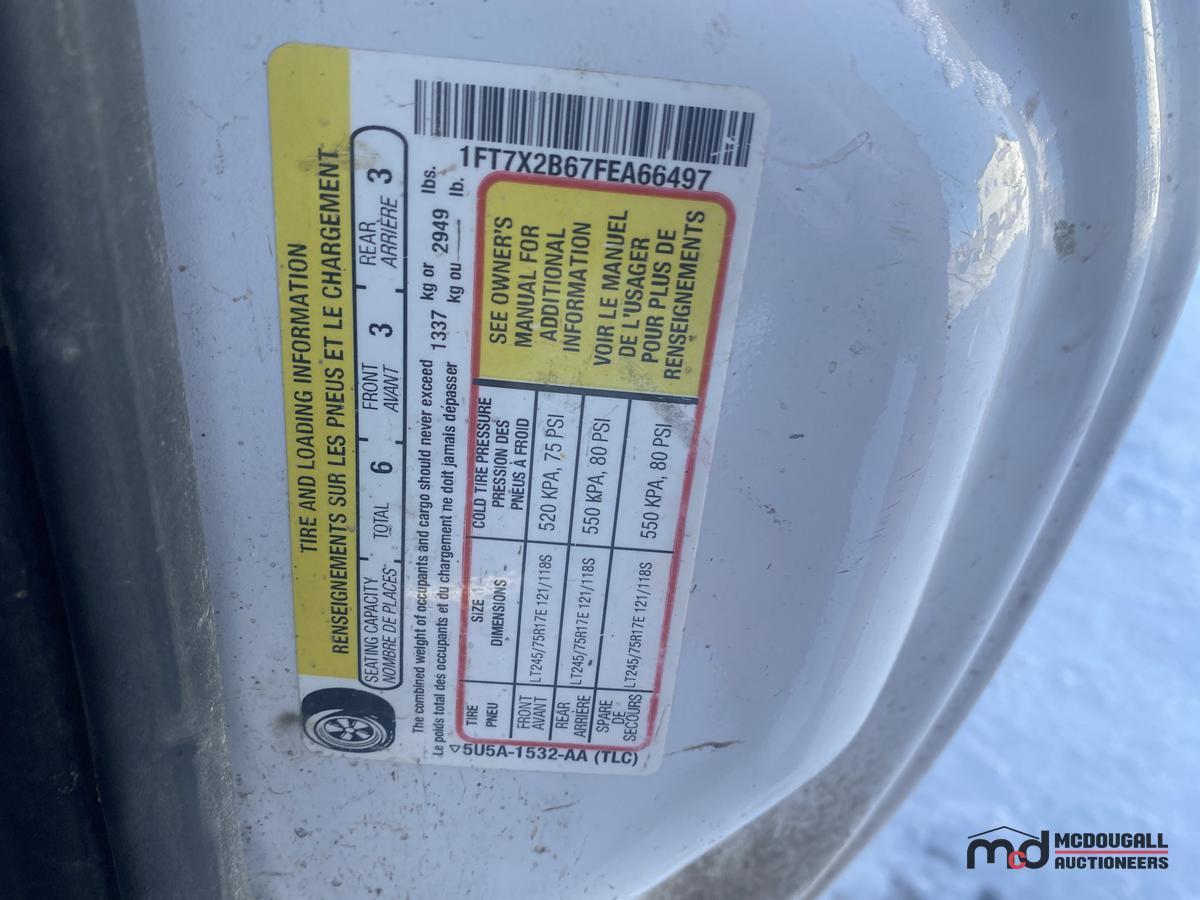 TIRE AND LOADING INFORMATION
RENSEIGNEMENTS SUR LES PNEUS ET LE CHARGEMENT
SEATING CAPACITY
NOMBRE DE PLACES
TOTAL 6
FRONT
AVANT 3
REAR
ARRIÈRE 3
The combined weight of occupants and cargo should never exceed 1337 kg or 2949 lbs.
Le poids total des occupants et du chargement ne doit jamais dépasser kg ou lb.
1FT7X2B67FEA66497
TIRE
PNEU
SIZE
DIMENSIONS
COLD TIRE PRESSURE
PRESSION DES
PNEUS À FROID
FRONT
AVANT
LT245/75R17E 121/118S
520 KPA, 75 PSI
REAR
ARRIÈRE
LT245/75R17E 121/118S
550 KPA, 80 PSI
SPARE
DE
SECOURS
LT245/75R17E 121/118S
550 KPA, 80 PSI
SEE OWNER'S
MANUAL FOR
ADDITIONAL
INFORMATION
VOIR LE MANUEL
DE L'USAGER
POUR PLUS DE
RENSEIGNEMENTS
5U5A-1532-AA (TLC)
mcd MCDOUGALL
AUCTIONEERS